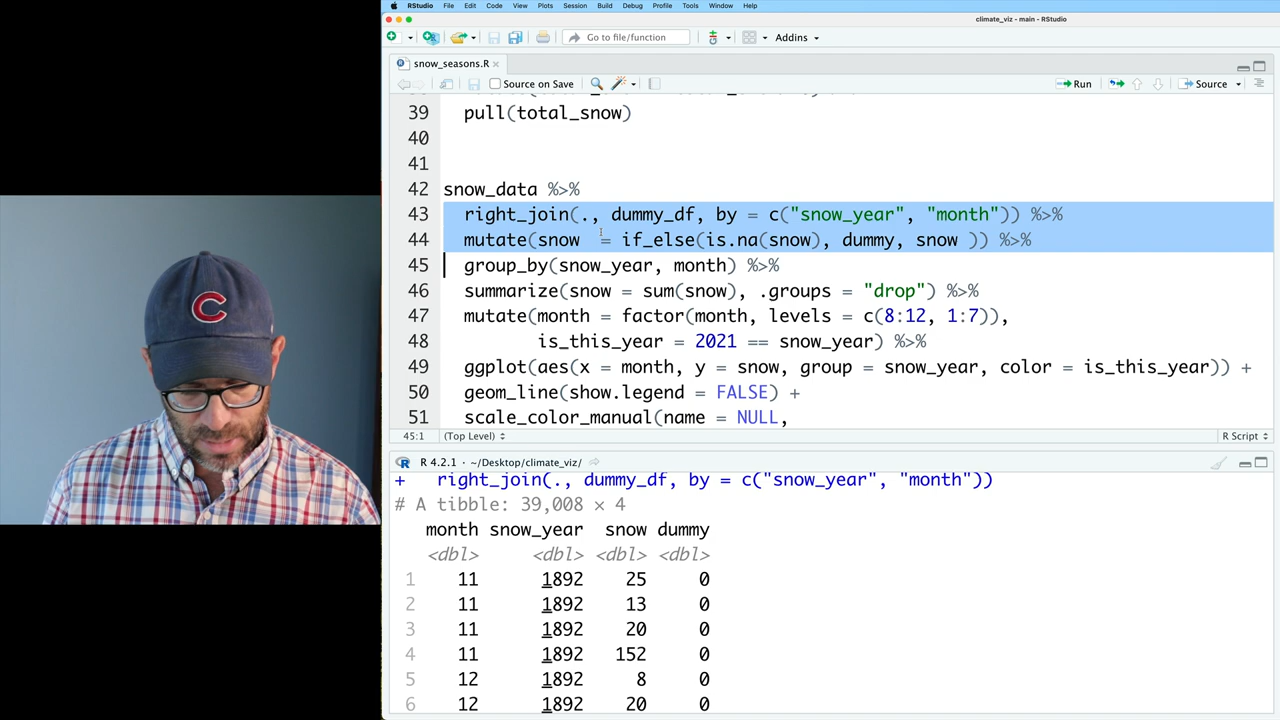 RStudio File Edit Code View Plots Session Build Debug Profile Tools Window Help
climate_viz - main - RStudio
Go to file/function Addins
snow_seasons.R
Source on Save Run Source
39 pull(total_snow)
40
41
42 snow_data %>%
43 right_join(., dummy_df, by = c("snow_year", "month")) %>%
44 mutate(snow = if_else(is.na(snow), dummy, snow )) %>%
45 group_by(snow_year, month) %>%
46 summarize(snow = sum(snow), .groups = "drop") %>%
47 mutate(month = factor(month, levels = c(8:12, 1:7)),
48 is_this_year = 2021 == snow_year) %>%
49 ggplot(aes(x = month, y = snow, group = snow_year, color = is_this_year)) +
50 geom_line(show.legend = FALSE) +
51 scale_color_manual(name = NULL,
45:1 (Top Level) R Script
R 4.2.1 · ~/Desktop/climate_viz/
+ right_join(., dummy_df, by = c("snow_year", "month"))
# A tibble: 39,008 × 4
month snow_year snow dummy
<dbl> <dbl> <dbl> <dbl>
1 11 1892 25 0
2 11 1892 13 0
3 11 1892 20 0
4 11 1892 152 0
5 12 1892 8 0
6 12 1892 20 0
C